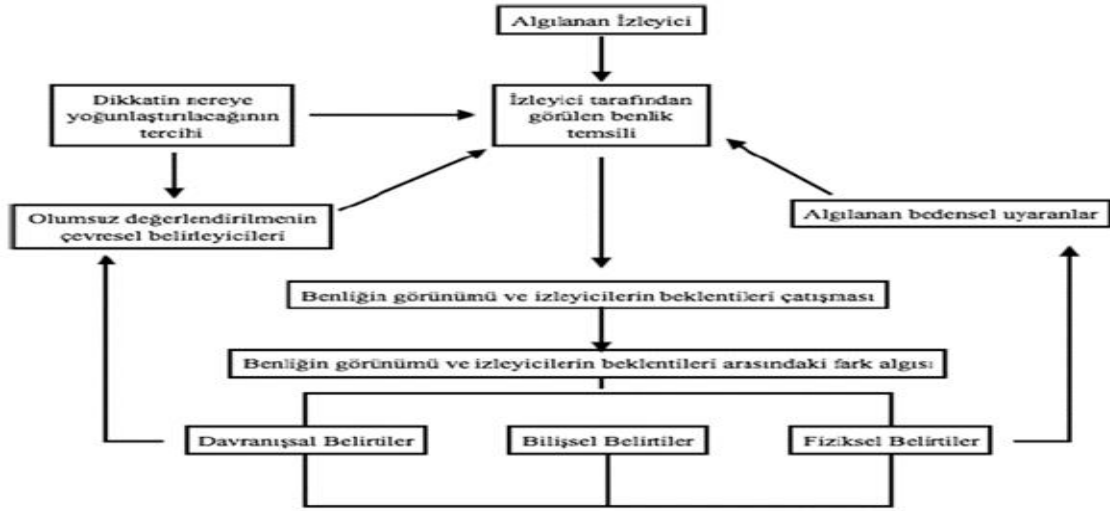 Algılanan İzleyici
Dikkatin nereye
yoğunlaştırılacağının
tercihi
İzleyici tarafından
görülen benlik
temsili
Olumsuz değerlendirilmenin
çevresel belirleyicileri
Algılanan bedensel uyaranlar
Benliğin görünümü ve izleyicilerin beklentileri çatışması
Benliğin görünümü ve izleyicilerin beklentileri arasındaki fark algısı
Davranışsal Belirtiler
Bilişsel Belirtiler
Fiziksel Belirtiler